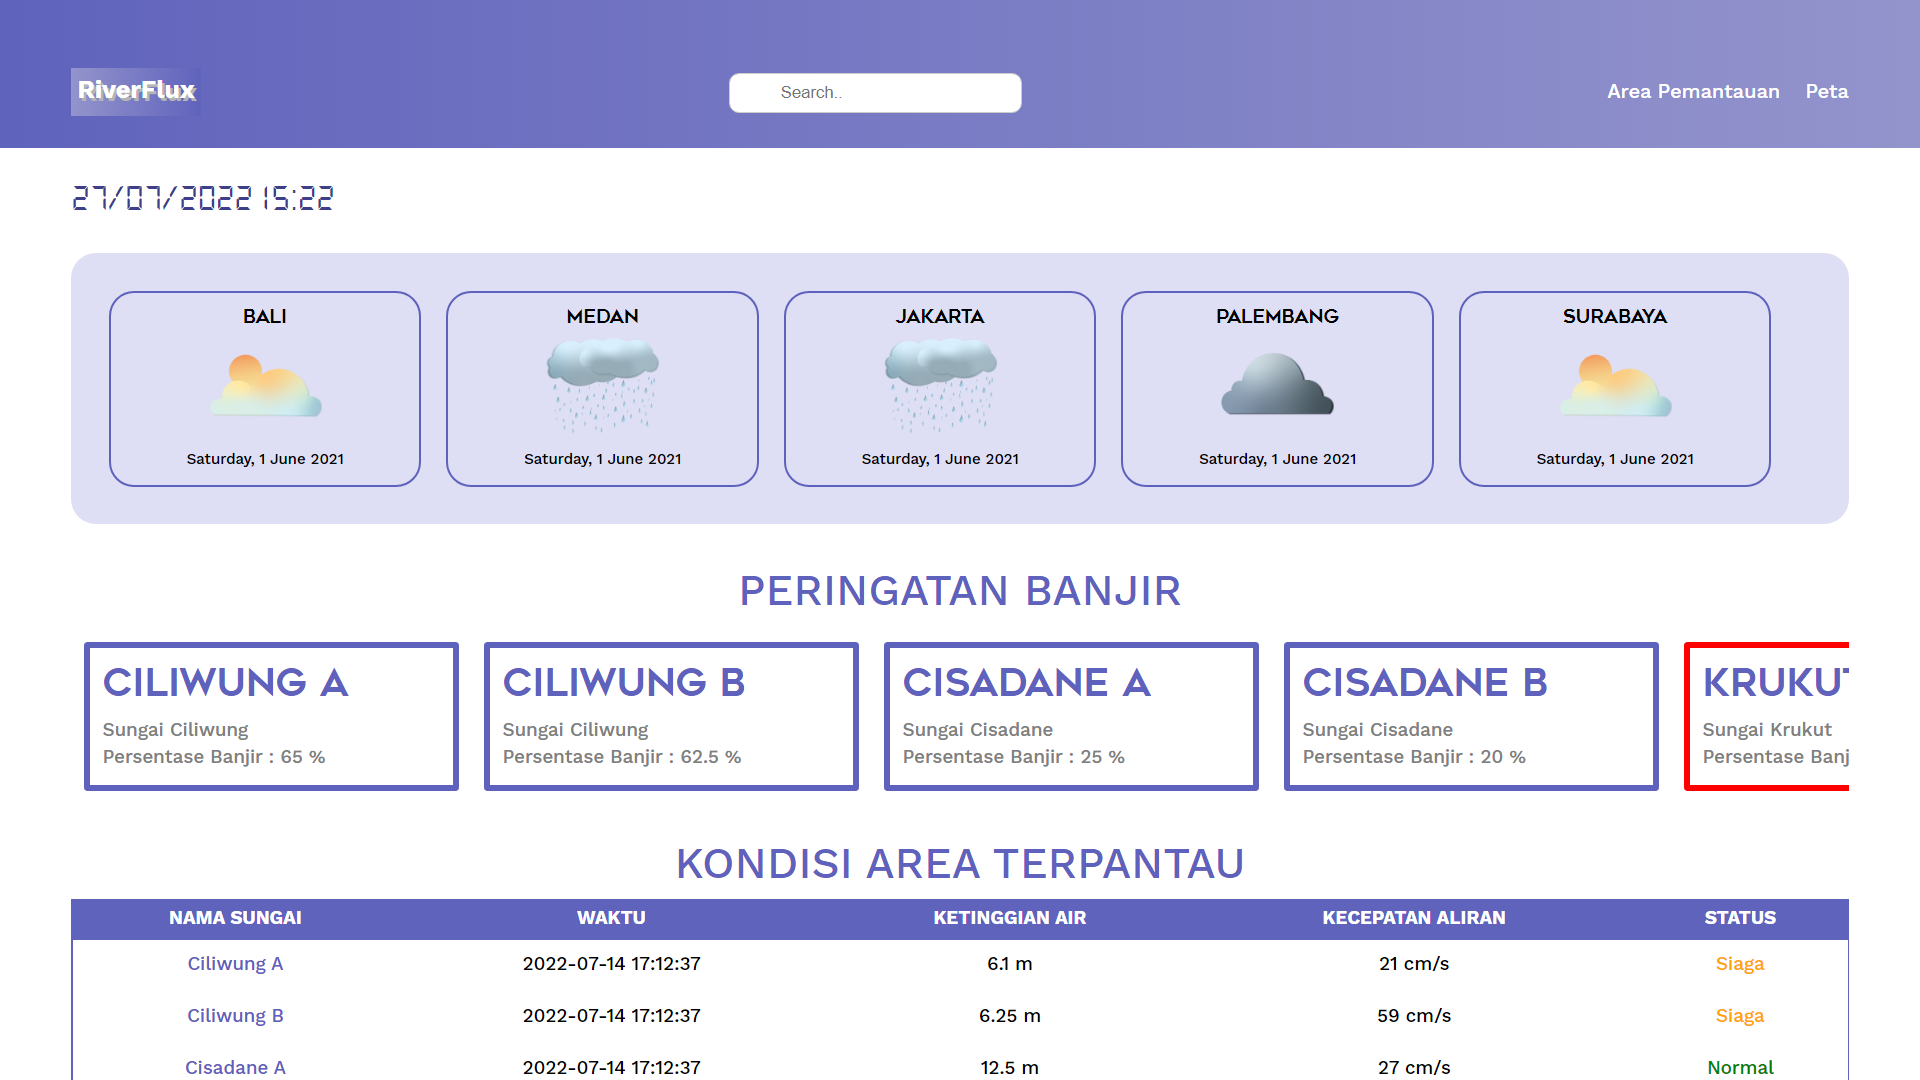 RiverFlux
Search..
Area Pemantauan Peta
27/07/2022 15:22
BALI MEDAN JAKARTA PALEMBANG SURABAYA
Saturday, 1 June 2021 Saturday, 1 June 2021 Saturday, 1 June 2021 Saturday, 1 June 2021 Saturday, 1 June 2021
PERINGATAN BANJIR
CILIWUNG A
Sungai Ciliwung
Persentase Banjir : 65 %
CILIWUNG B
Sungai Ciliwung
Persentase Banjir : 62.5 %
CISADANE A
Sungai Cisadane
Persentase Banjir : 25 %
CISADANE B
Sungai Cisadane
Persentase Banjir : 20 %
KRUKUT
Sungai Krukut
Persentase Banj
KONDISI AREA TERPANTAU
NAMA SUNGAI WAKTU KETINGGIAN AIR KECEPATAN ALIRAN STATUS
Ciliwung A 2022-07-14 17:12:37 6.1 m 21 cm/s Siaga
Ciliwung B 2022-07-14 17:12:37 6.25 m 59 cm/s Siaga
Cisadane A 2022-07-14 17:12:37 12.5 m 27 cm/s Normal